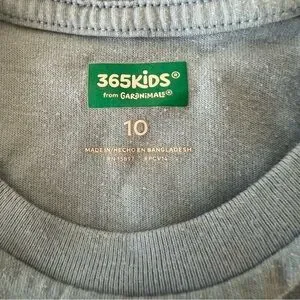 365KIDS®
from GARANIMALS®
10
MADE IN/HECHO EN BANGLADESH